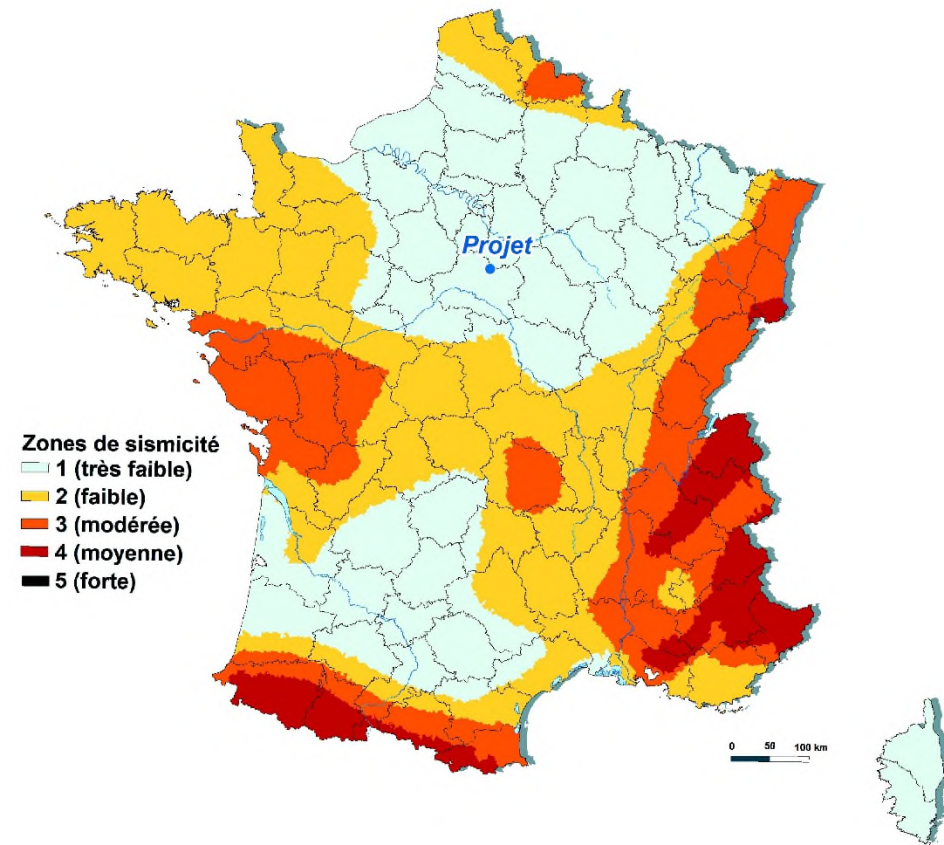 Projet
Zones de sismicité
1 (très faible)
2 (faible)
3 (modérée)
4 (moyenne)
5 (forte)
0 50 100 km